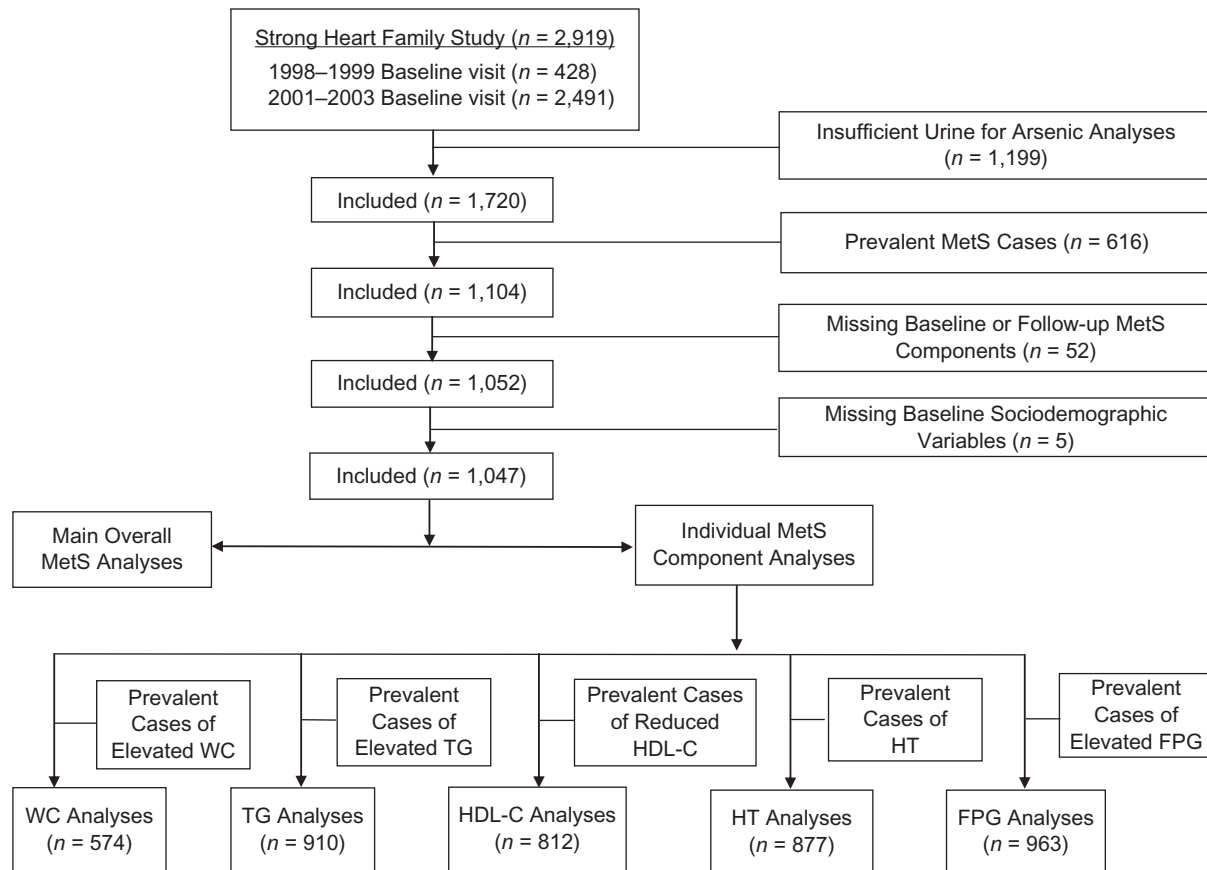 Strong Heart Family Study (n = 2,919)
1998–1999 Baseline visit (n = 428)
2001–2003 Baseline visit (n = 2,491)
Insufficient Urine for Arsenic Analyses
(n = 1,199)
Included (n = 1,720)
Prevalent MetS Cases (n = 616)
Included (n = 1,104)
Missing Baseline or Follow-up MetS
Components (n = 52)
Included (n = 1,052)
Missing Baseline Sociodemographic
Variables (n = 5)
Included (n = 1,047)
Main Overall
MetS Analyses
Individual MetS
Component Analyses
Prevalent
Cases of
Elevated WC
Prevalent
Cases of
Elevated TG
Prevalent Cases
of Reduced
HDL-C
Prevalent
Cases of
HT
Prevalent
Cases of
Elevated FPG
WC Analyses
(n = 574)
TG Analyses
(n = 910)
HDL-C Analyses
(n = 812)
HT Analyses
(n = 877)
FPG Analyses
(n = 963)